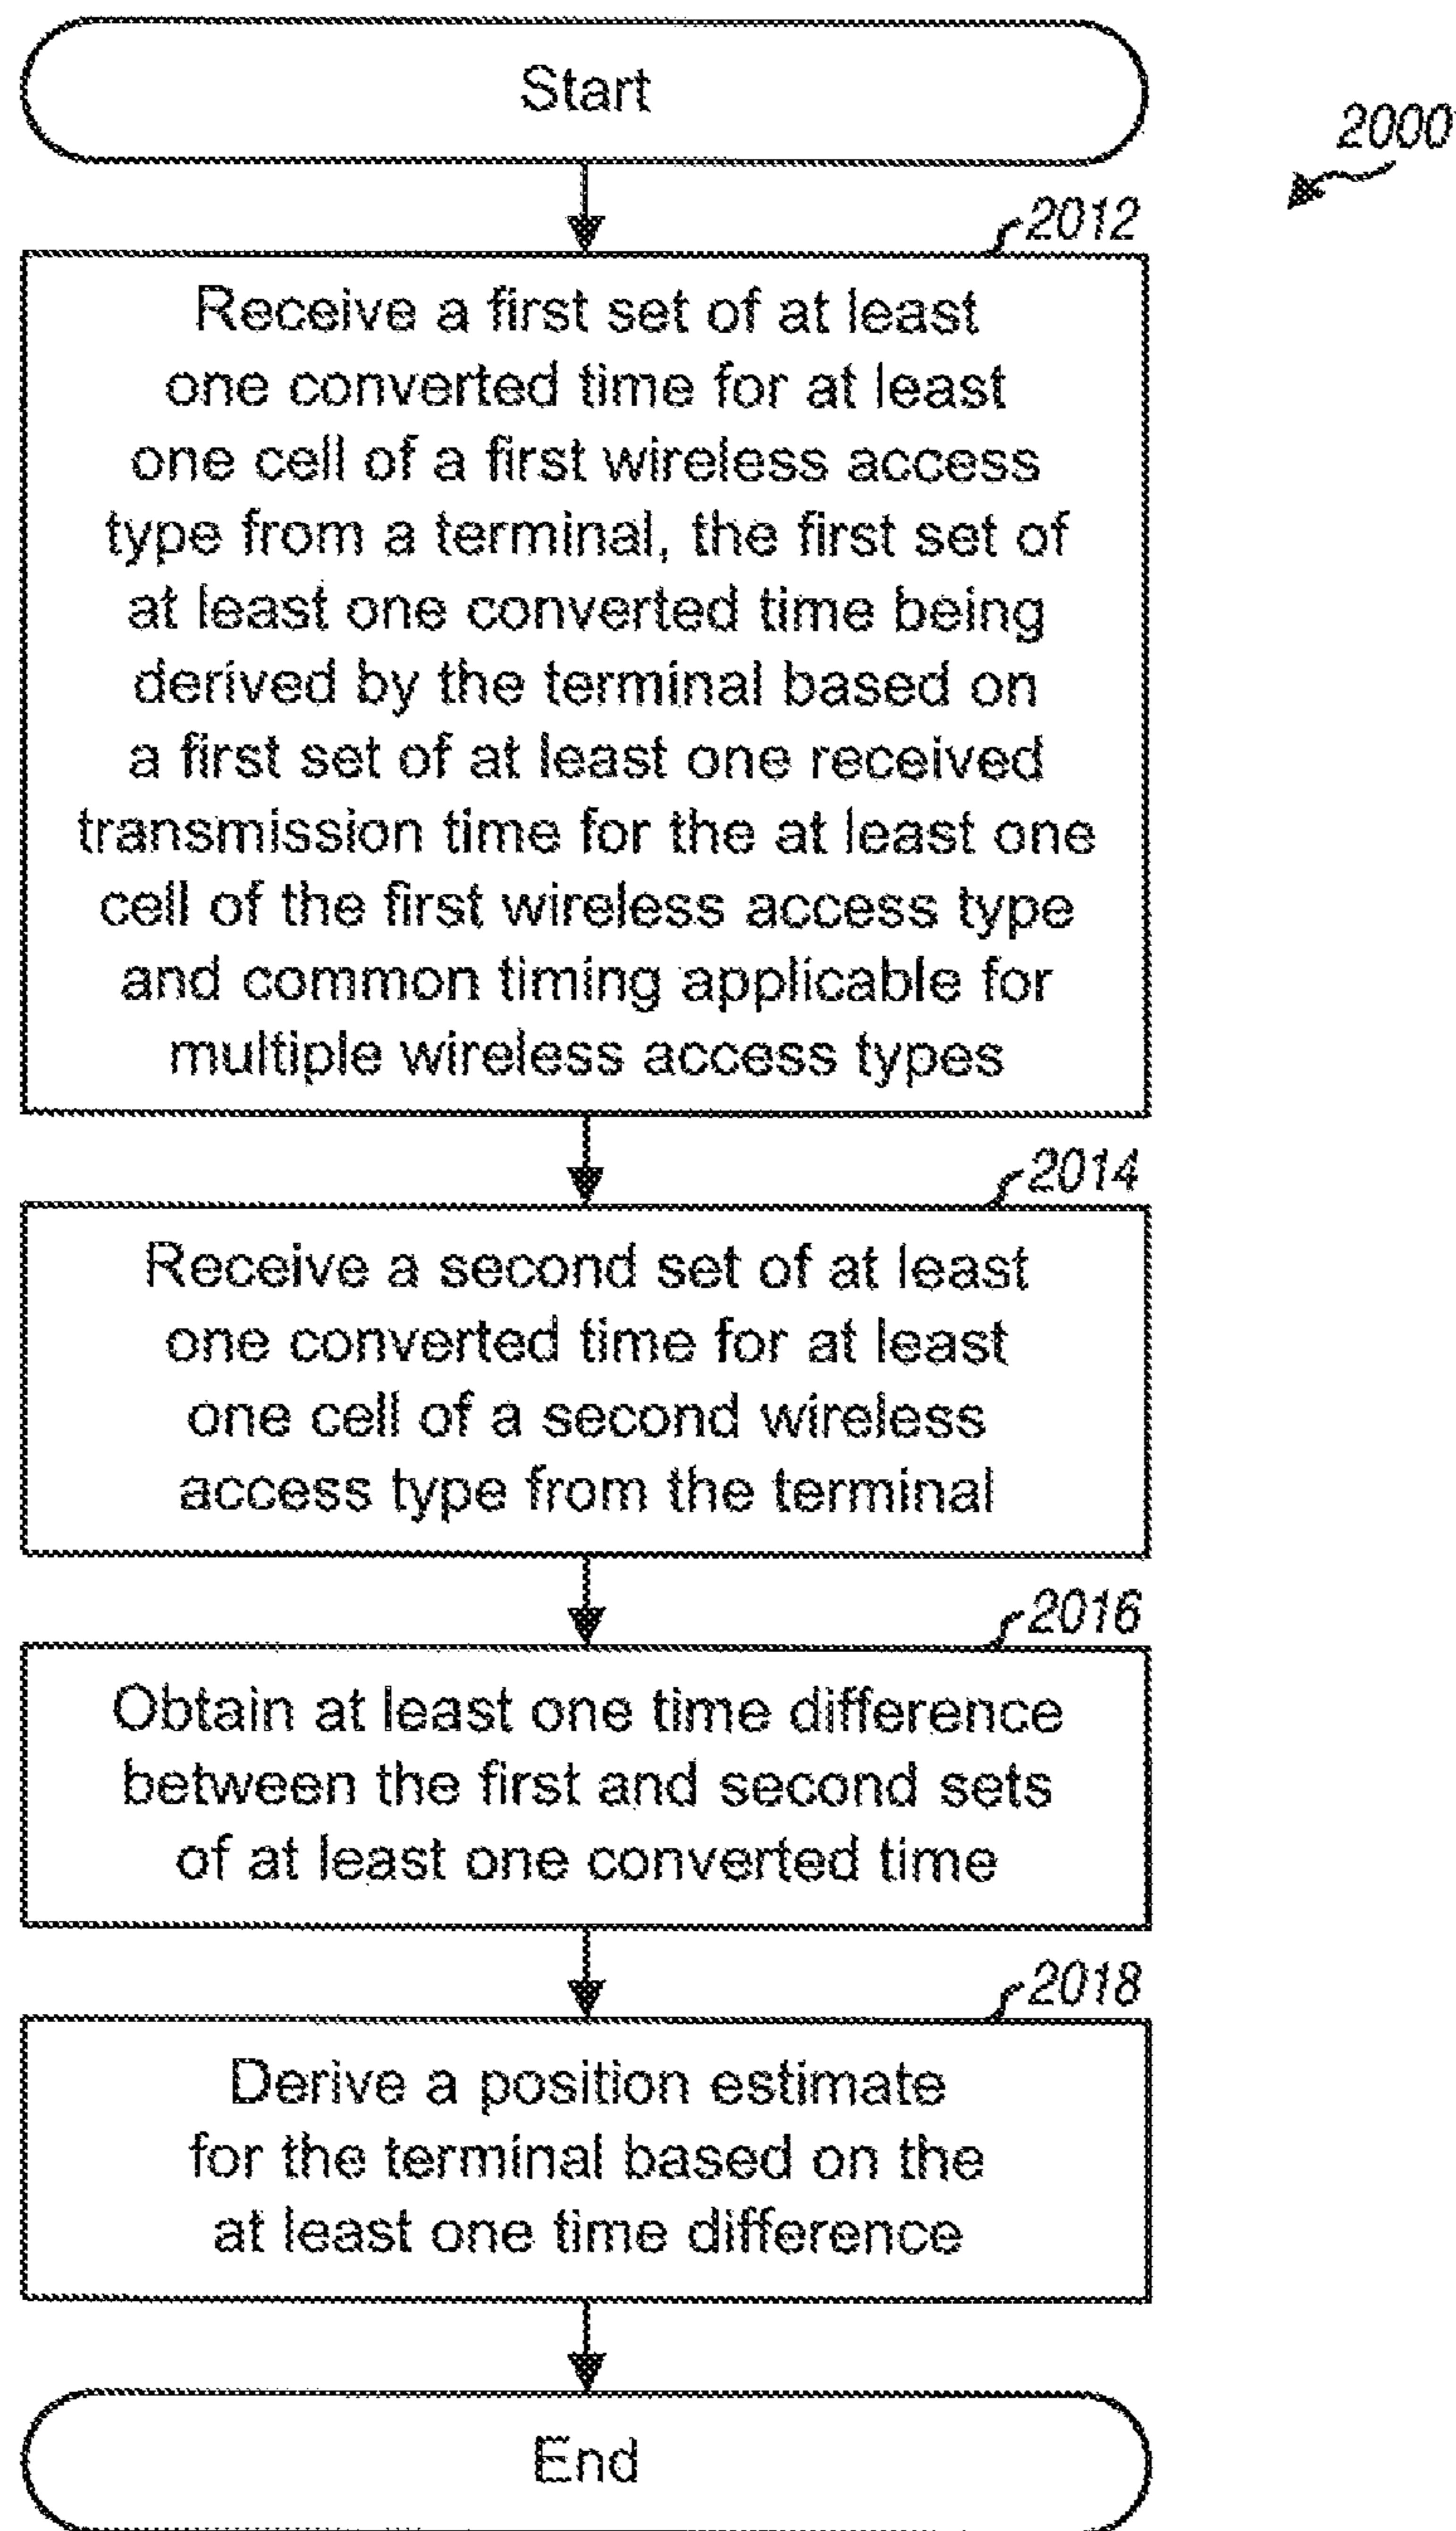 Start
2000
2012
Receive a first set of at least
one converted time for at least
one cell of a first wireless access
type from a terminal, the first set of
at least one converted time being
derived by the terminal based on
a first set of at least one received
transmission time for the at least one
cell of the first wireless access type
and common timing applicable for
multiple wireless access types
2014
Receive a second set of at least
one converted time for at least
one cell of a second wireless
access type from the terminal
2016
Obtain at least one time difference
between the first and second sets
of at least one converted time
2018
Derive a position estimate
for the terminal based on the
at least one time difference
End